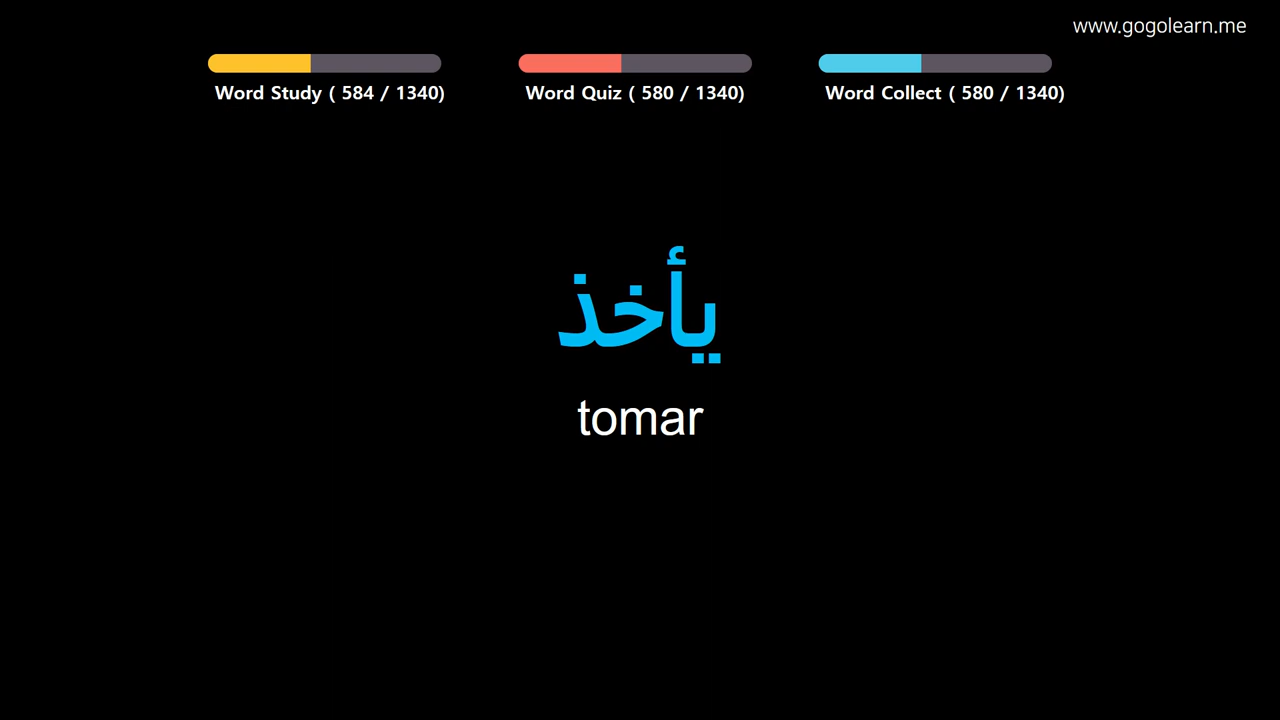 www.gogolearn.me
Word Study ( 584 / 1340)
Word Quiz ( 580 / 1340)
Word Collect ( 580 / 1340)
يأخذ
tomar